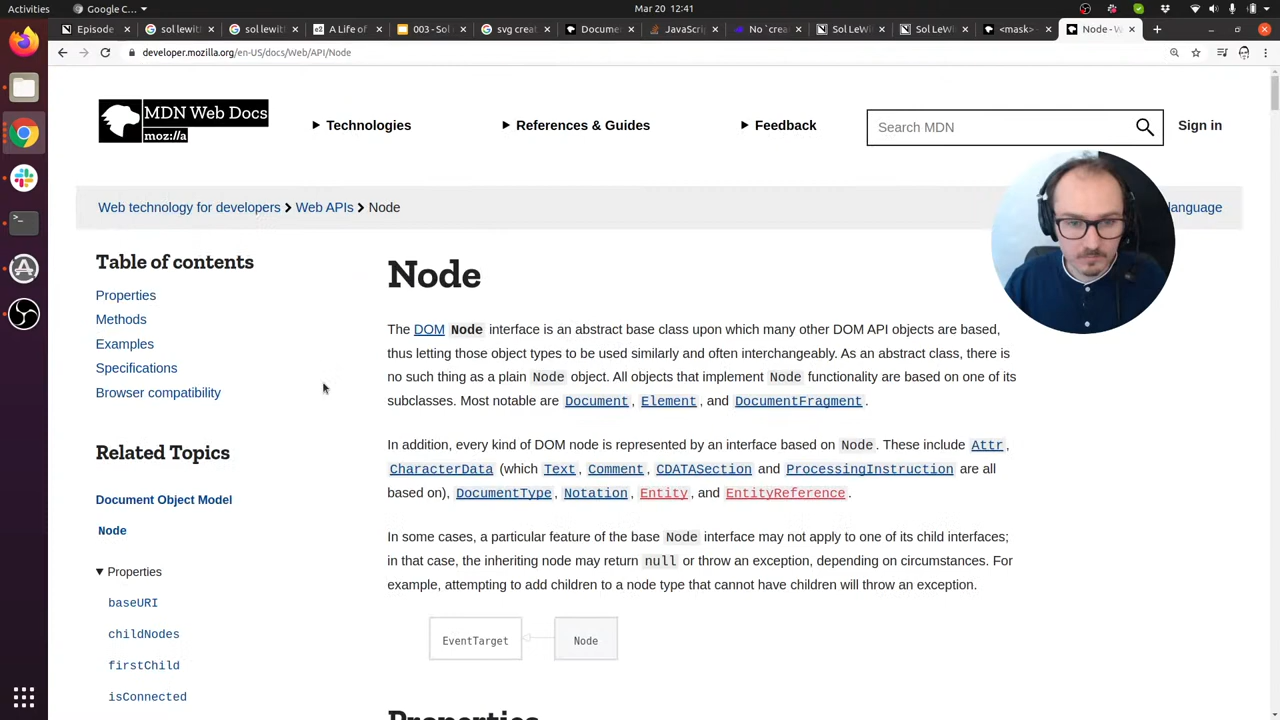 Activities
Google C...
Mar 20 12:41
Episode
sol lewit
sol lewitt
A Life of
003-Sol
svg creat
Docume
JavaScrip
No `crea
Sol LeWi
Sol LeWi
<mask>
Node - W
developer.mozilla.org/en-US/docs/Web/API/Node
MDN Web Docs
moz://a
Technologies
References & Guides
Feedback
Search MDN
Sign in
Web technology for developers > Web APIs > Node
language
Table of contents
Properties
Methods
Examples
Specifications
Browser compatibility
Related Topics
Document Object Model
Node
Properties
baseURI
childNodes
firstChild
isConnected
Node
The DOM Node interface is an abstract base class upon which many other DOM API objects are based,
thus letting those object types to be used similarly and often interchangeably. As an abstract class, there is
no such thing as a plain Node object. All objects that implement Node functionality are based on one of its
subclasses. Most notable are Document, Element, and DocumentFragment.
In addition, every kind of DOM node is represented by an interface based on Node. These include Attr,
CharacterData (which Text, Comment, CDATASection and ProcessingInstruction are all
based on), DocumentType, Notation, Entity, and EntityReference.
In some cases, a particular feature of the base Node interface may not apply to one of its child interfaces;
in that case, the inheriting node may return null or throw an exception, depending on circumstances. For
example, attempting to add children to a node type that cannot have children will throw an exception.
EventTarget
Node
Properties